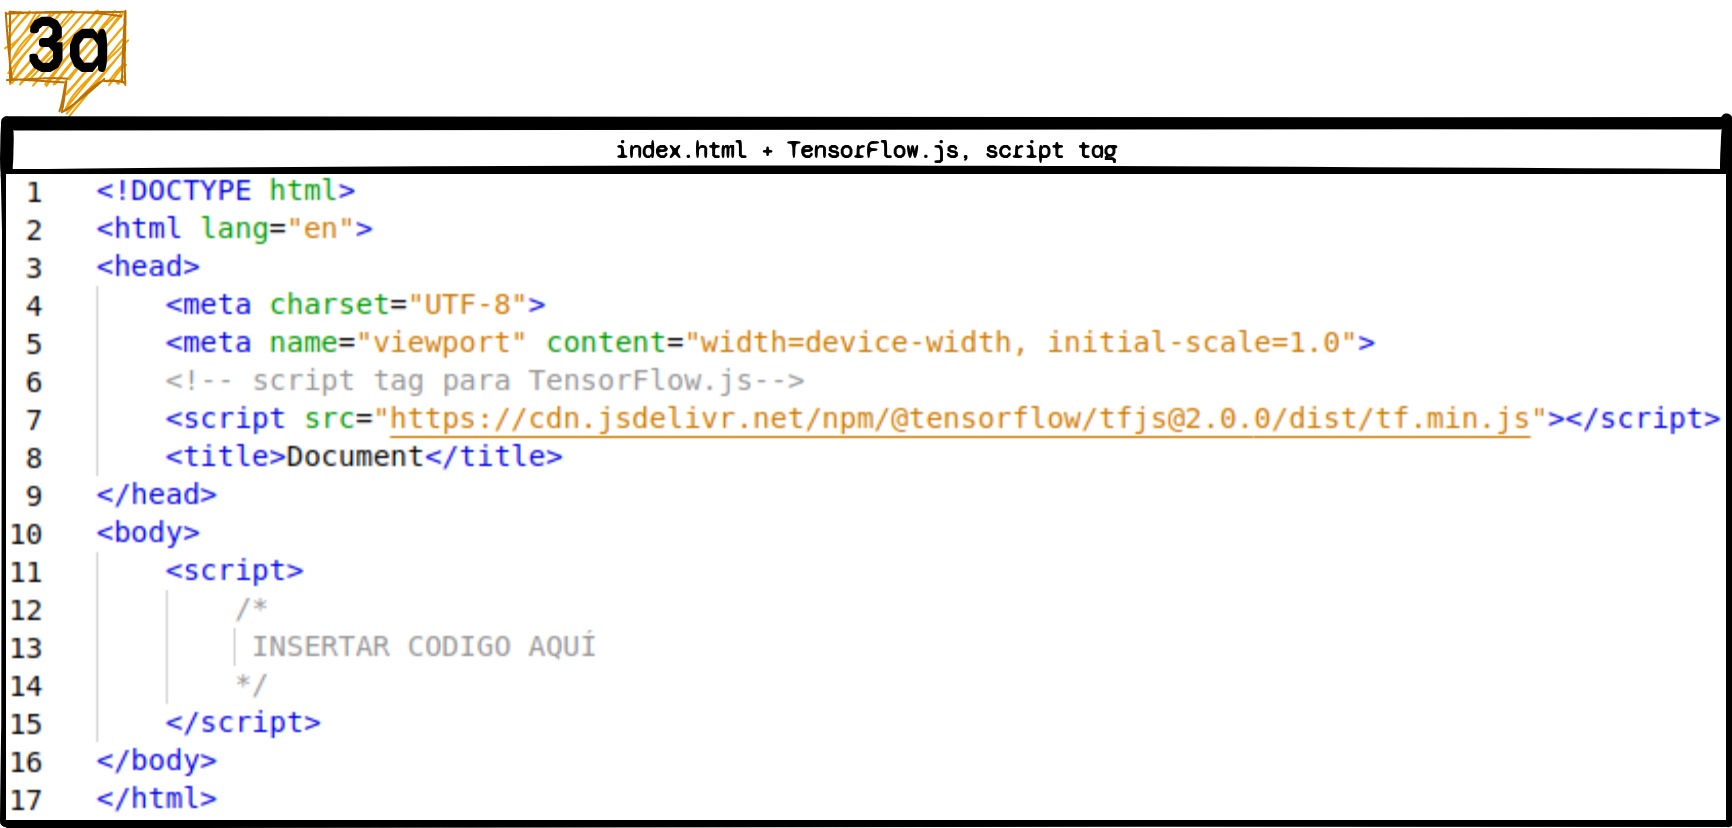 3a
index.html + TensorFlow.js, script tag
1 <!DOCTYPE html>
2 <html lang="en">
3 <head>
4 <meta charset="UTF-8">
5 <meta name="viewport" content="width=device-width, initial-scale=1.0">
6 <!-- script tag para TensorFlow.js-->
7 <script src="https://cdn.jsdelivr.net/npm/@tensorflow/tfjs@2.0.0/dist/tf.min.js"></script>
8 <title>Document</title>
9 </head>
10 <body>
11 <script>
12 /*
13 INSERTAR CODIGO AQUÍ
14 */
15 </script>
16 </body>
17 </html>